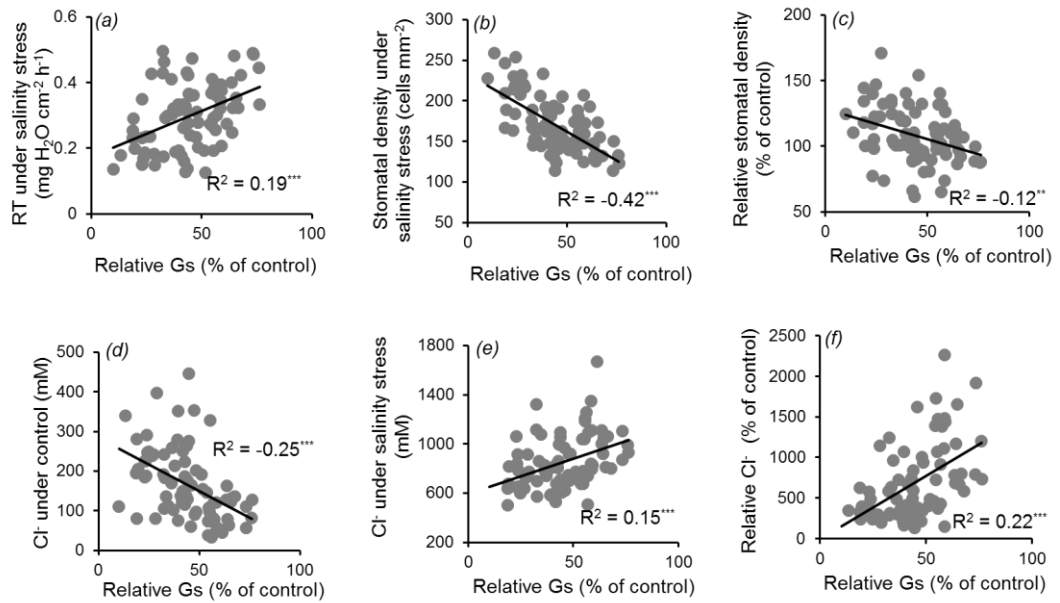 (a)
RT under salinity stress
(mg H₂O cm⁻² h⁻¹)
0.6
0.4
0.2
0
R² = 0.19***
0
50
100
Relative Gs (% of control)
(b)
Stomatal density under
salinity stress (cells mm⁻²)
300
250
200
150
100
50
R² = -0.42***
0
50
100
Relative Gs (% of control)
(c)
Relative stomatal density
(% of control)
200
150
100
50
R² = -0.12**
0
50
100
Relative Gs (% of control)
(d)
Cl⁻ under control (mM)
500
400
300
200
100
0
R² = -0.25***
0
50
100
Relative Gs (% of control)
(e)
Cl⁻ under salinity stress
(mM)
1800
1400
1000
600
200
R² = 0.15***
0
50
100
Relative Gs (% of control)
(f)
Relative Cl⁻ (% of control)
2500
2000
1500
1000
500
0
R² = 0.22***
0
50
100
Relative Gs (% of control)